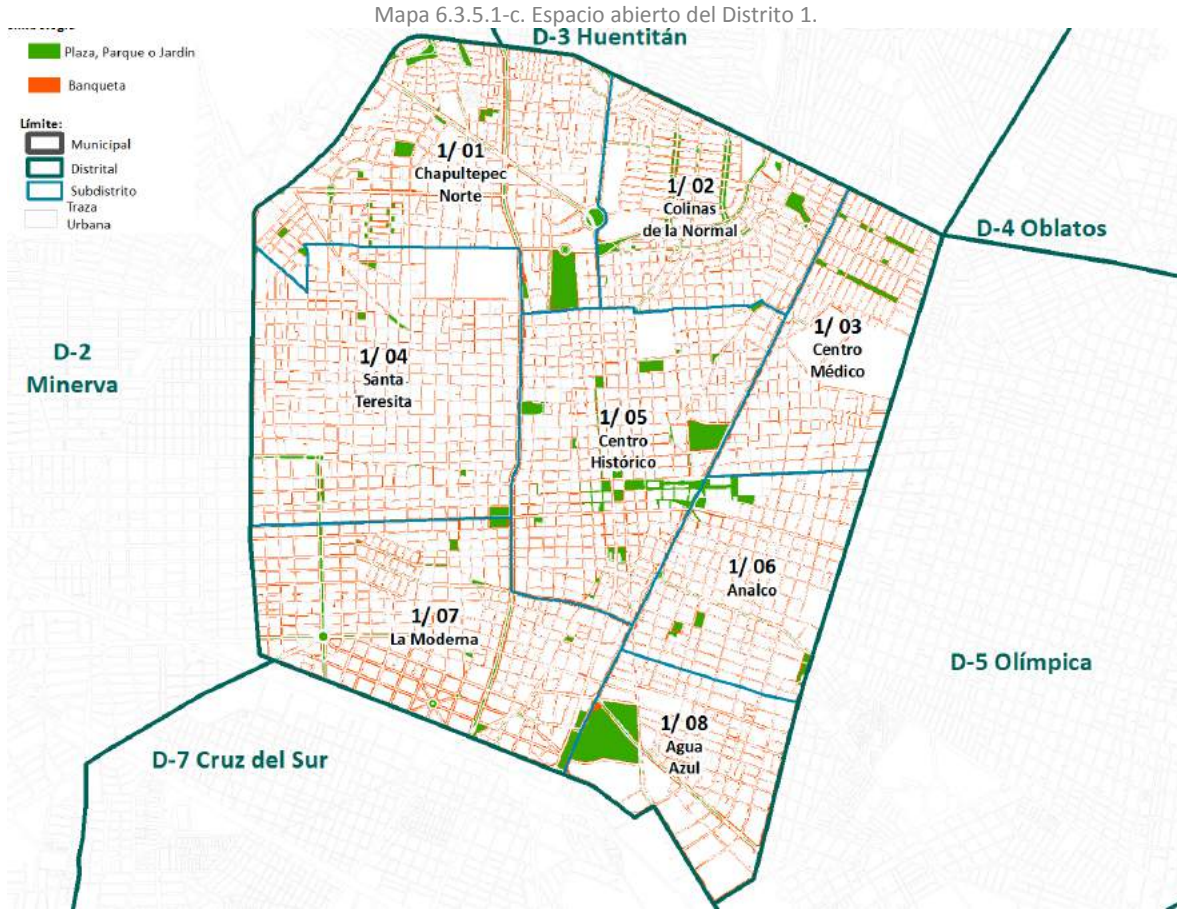 Mapa 6.3.5.1-c. Espacio abierto del Distrito 1.
D-3 Huentitán
Plaza, Parque o Jardín
Banqueta
Límite:
Municipal
Distrital
Subdistrito
Traza
Urbana
1/ 01
Chapultepec
Norte
1/ 02
Colinas
de la Normal
D-4 Oblatos
1/ 03
Centro
Médico
D-2
Minerva
1/ 04
Santa
Teresita
1/ 05
Centro
Histórico
1/ 06
Analco
1/ 07
La Moderna
D-5 Olímpica
1/ 08
Agua
Azul
D-7 Cruz del Sur